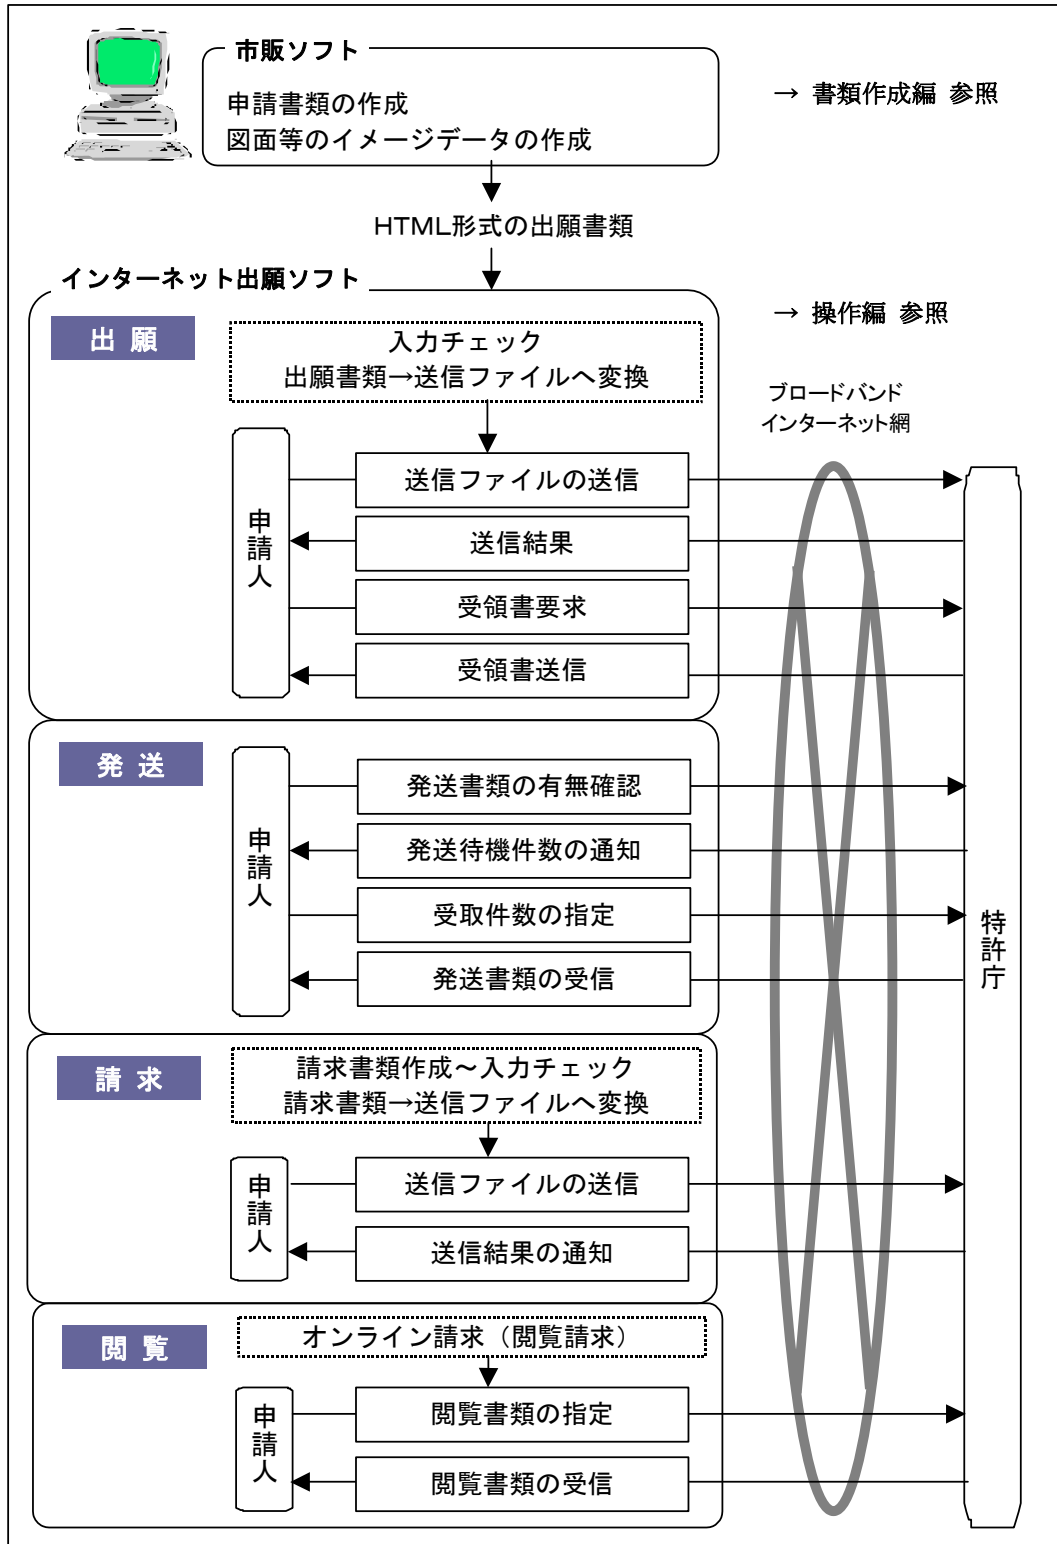 市販ソフト
申請書類の作成
図面等のイメージデータの作成
→ 書類作成編 参照
HTML形式の出願書類
インターネット出願ソフト
→ 操作編 参照
出 願
入力チェック
出願書類→送信ファイルへ変換
ブロードバンド
インターネット網
申請人
送信ファイルの送信
送信結果
受領書要求
受領書送信
発 送
申請人
発送書類の有無確認
発送待機件数の通知
受取件数の指定
発送書類の受信
特許庁
請 求
請求書類作成～入力チェック
請求書類→送信ファイルへ変換
申請人
送信ファイルの送信
送信結果の通知
閲 覧
オンライン請求（閲覧請求）
申請人
閲覧書類の指定
閲覧書類の受信